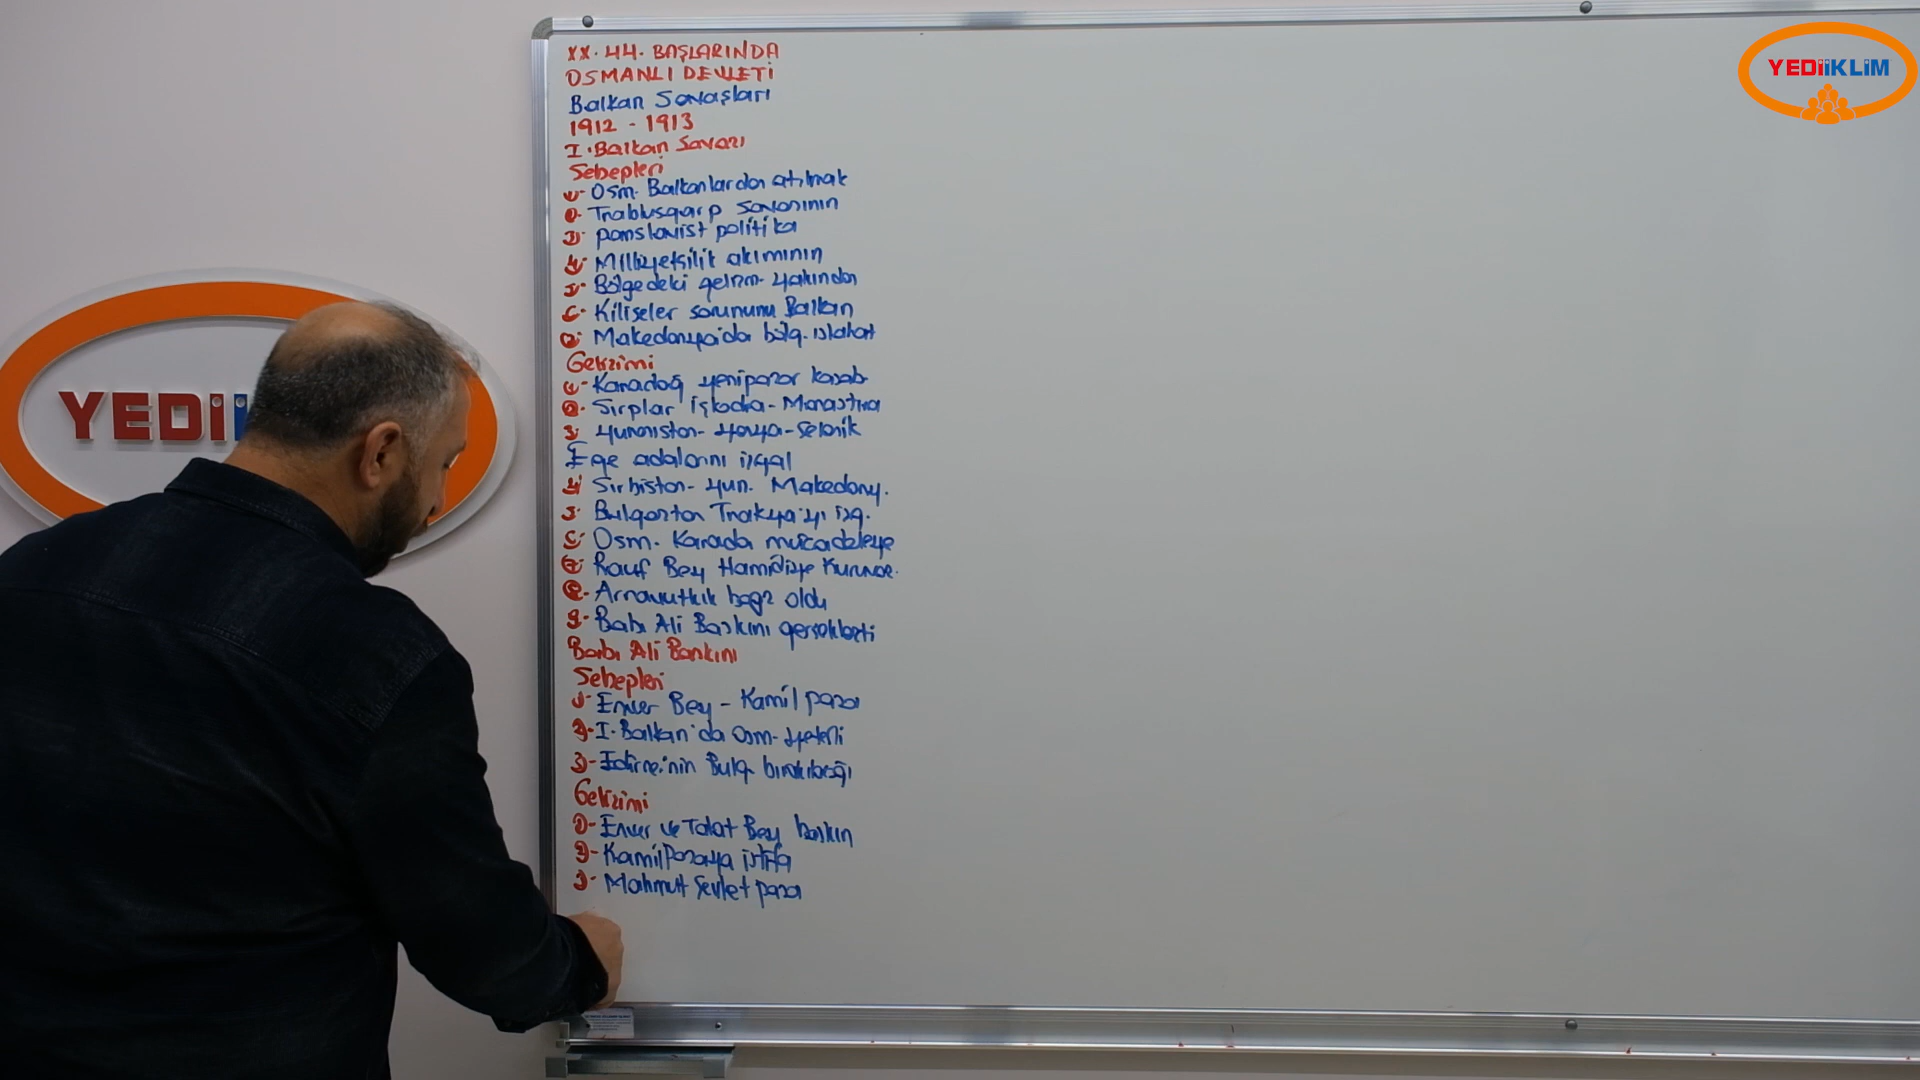 XX. YY. BAŞLARINDA
OSMANLI DEVLETİ
Balkan Savaşları
1912 - 1913
I. Balkan Savaşı
Sebepleri
1- Osm. Balkanlardan atılmak
2- Trablusgarp savaşının
3- panslavist politika
4- Milliyetçilik akımının
5- Bölgedeki gelişm- yakından
6- Kiliseler sorununu Balkan
7- Makedonya'da bölg. ıslahat
Gelişimi
1- Karadağ yenipazar kasab
2- Sırplar işkodra- Manastıra
3- yunanistan- yanya- Selanik
Ege adalarını işgal
4- Sırbistan- yun. Makedony.
5- Bulgaristan Trakya'yı işg.
6- Osm. Karada mücadeleye
7- Rauf Bey Hamidiye Kuruvaz.
8- Arnavutluk bağz oldu
9- Babı Ali Baskını gerçekleşti
Babı Ali Baskını
Sebepleri
1- Enver Bey - Kamil paşa
2- I. Balkan'da Osm- yeterli
3- Edirne'nin Bulg. bırakılacağı
Gelişimi
1- Enver ve Talat Bey baskın
2- Kamil Paşaya istifa
3- Mahmut Şevket paşa
YEDİİKLİM
YEDİİ